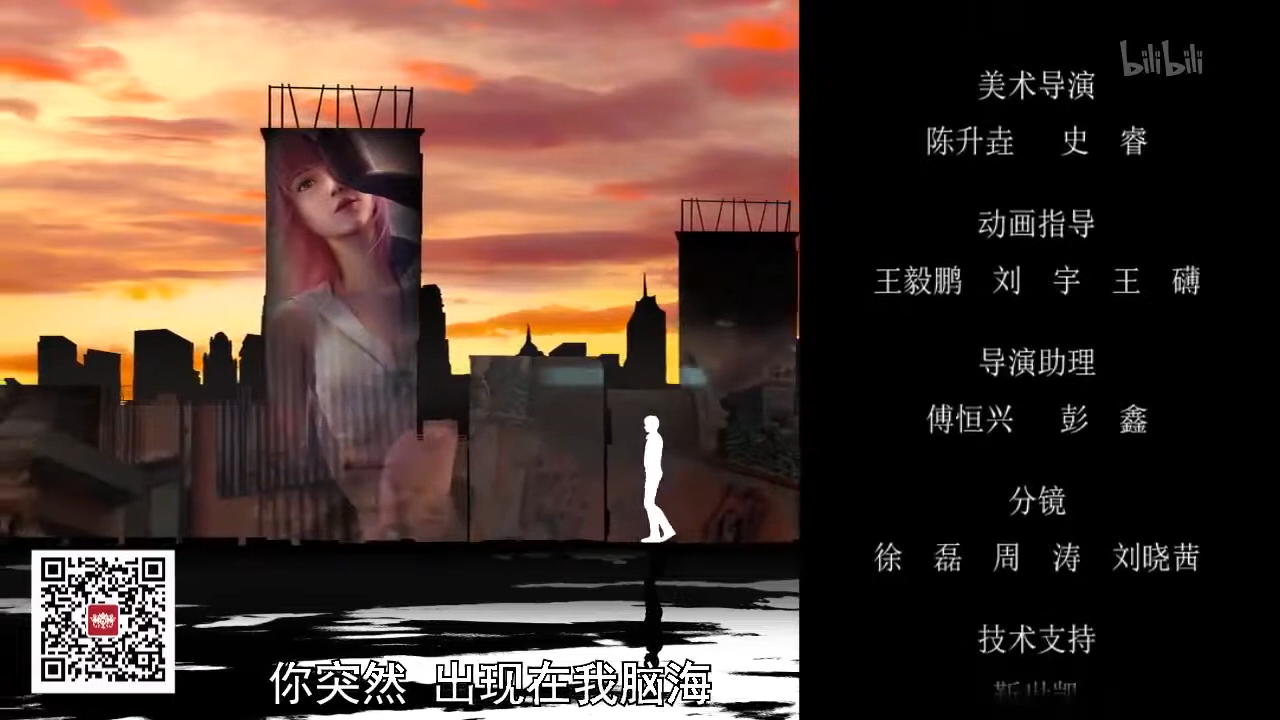 bilibili
美术导演
陈升垚 史 睿
动画指导
王毅鹏 刘 宇 王 礴
导演助理
傅恒兴 彭 鑫
分镜
徐 磊 周 涛 刘晓茜
技术支持
你突然 出现在我脑海